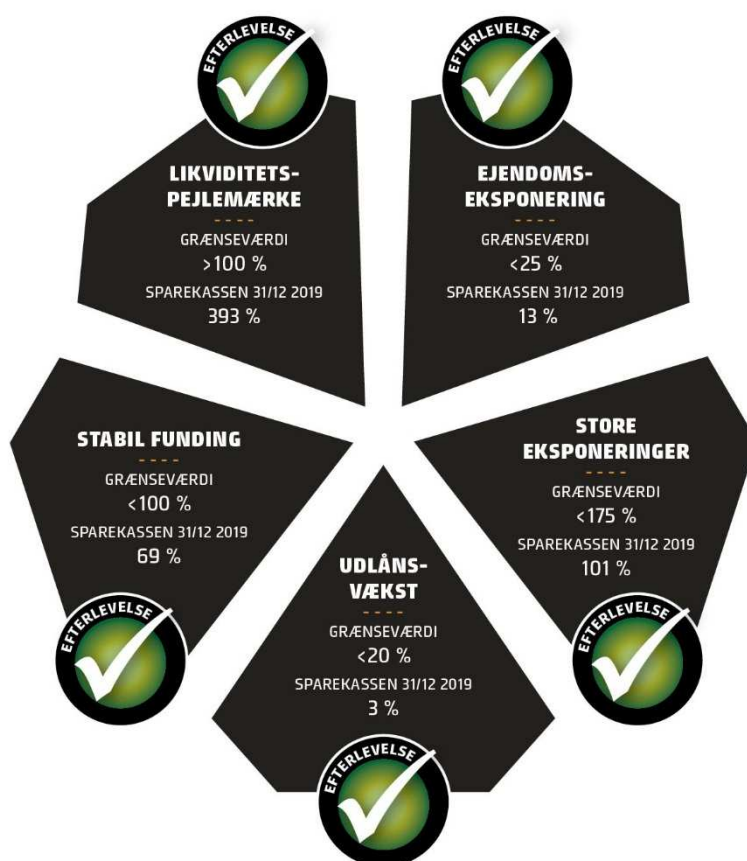 EFTERLEVELSE
LIKVIDITETS-
PEJLEMÆRKE
----
GRÆNSEVÆRDI
>100 %
SPAREKASSEN 31/12 2019
393 %
EFTERLEVELSE
EJENDOMS-
EKSPONERING
----
GRÆNSEVÆRDI
<25 %
SPAREKASSEN 31/12 2019
13 %
STABIL FUNDING
----
GRÆNSEVÆRDI
<100 %
SPAREKASSEN 31/12 2019
69 %
EFTERLEVELSE
STORE
EKSPONERINGER
----
GRÆNSEVÆRDI
<175 %
SPAREKASSEN 31/12 2019
101 %
EFTERLEVELSE
UDLÅNS-
VÆKST
----
GRÆNSEVÆRDI
<20 %
SPAREKASSEN 31/12 2019
3 %
EFTERLEVELSE